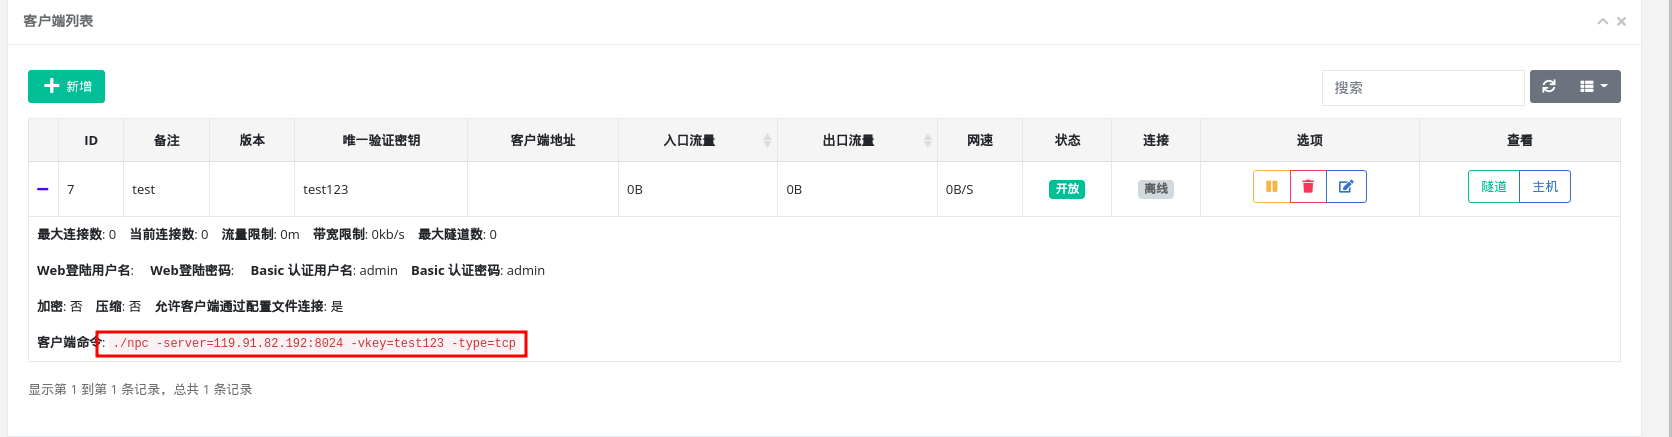 客户端列表
新增
搜索
ID 备注 版本 唯一验证密钥 客户端地址 入口流量 出口流量 网速 状态 连接 选项 查看
7 test test123 0B 0B 0B/S 开放 离线 隧道 主机
最大连接数: 0 当前连接数: 0 流量限制: 0m 带宽限制: 0kb/s 最大隧道数: 0
Web登陆用户名: Web登陆密码: Basic 认证用户名: admin Basic 认证密码: admin
加密: 否 压缩: 否 允许客户端通过配置文件连接: 是
客户端命令: ./npc -server=119.91.82.192:8024 -vkey=test123 -type=tcp
显示第 1 到第 1 条记录，总共 1 条记录